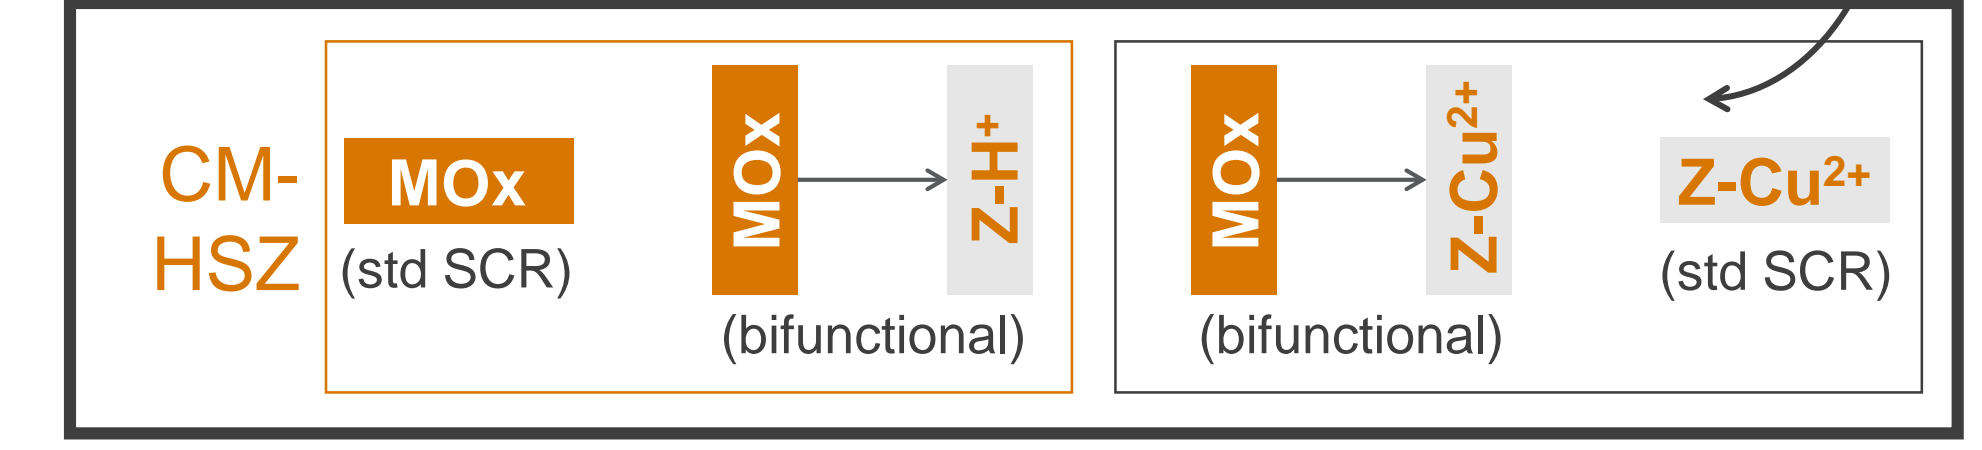 CM-
HSZ
MOx
(std SCR)
MOx
Z-H⁺
(bifunctional)
MOx
Z-Cu²⁺
(bifunctional)
Z-Cu²⁺
(std SCR)